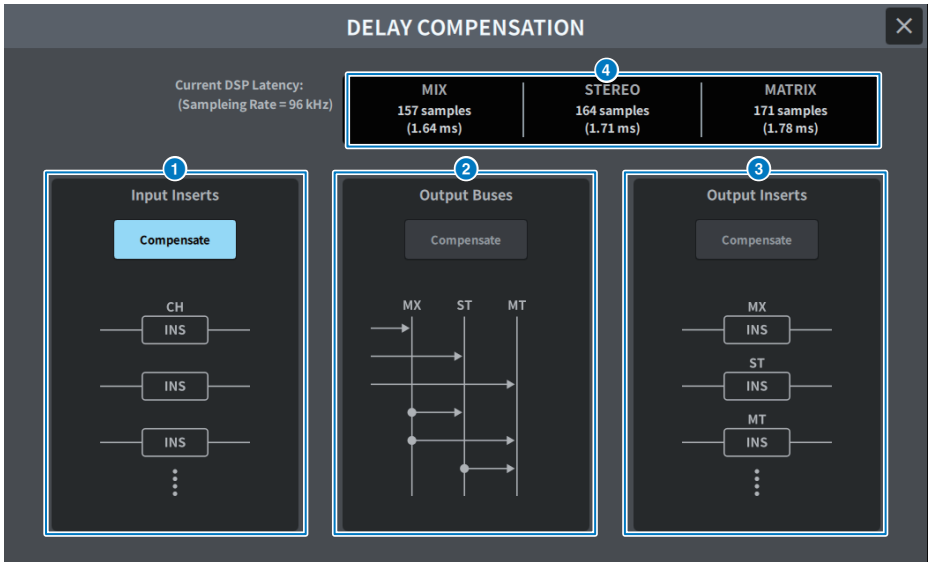 DELAY COMPENSATION
Current DSP Latency:
(Sampleing Rate = 96 kHz)
4
MIX STEREO MATRIX
157 samples 164 samples 171 samples
(1.64 ms) (1.71 ms) (1.78 ms)
1
Input Inserts
Compensate
CH
INS
INS
INS
2
Output Buses
Compensate
MX ST MT
3
Output Inserts
Compensate
MX
INS
ST
INS
MT
INS